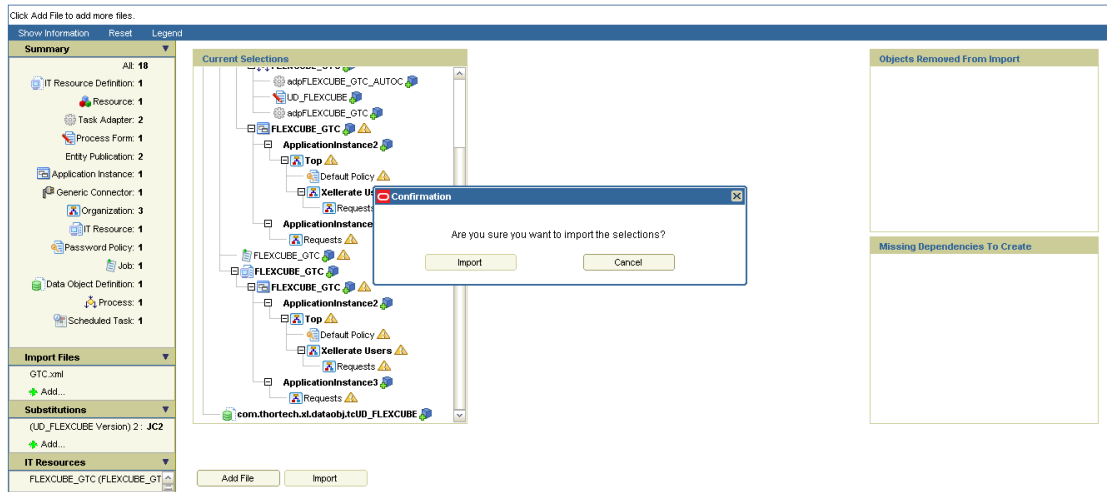 Click Add File to add more files.
Show Information Reset Legend
Summary
All: 18
IT Resource Definition: 1
Resource: 1
Task Adapter: 2
Process Form: 1
Entity Publication: 2
Application Instance: 1
Generic Connector: 1
Organization: 3
IT Resource: 1
Password Policy: 1
Job: 1
Data Object Definition: 1
Process: 1
Scheduled Task: 1
Import Files
GTC.xml
Add...
Substitutions
(UD_FLEXCUBE Version) 2 : JC2
Add...
IT Resources
FLEXCUBE_GTC (FLEXCUBE_GT
Current Selections
adpFLEXCUBE_GTC_AUTOC
UD_FLEXCUBE
adpFLEXCUBE_GTC
FLEXCUBE_GTC
ApplicationInstance2
Top
Default Policy
Xellerate Us
Requests
ApplicationInstance
Requests
FLEXCUBE_GTC
FLEXCUBE_GTC
FLEXCUBE_GTC
ApplicationInstance2
Top
Default Policy
Xellerate Users
Requests
ApplicationInstance3
Requests
com.thortech.xl.dataobj.tcUD_FLEXCUBE
Add File Import
Confirmation
Are you sure you want to import the selections?
Import Cancel
Objects Removed From Import
Missing Dependencies To Create